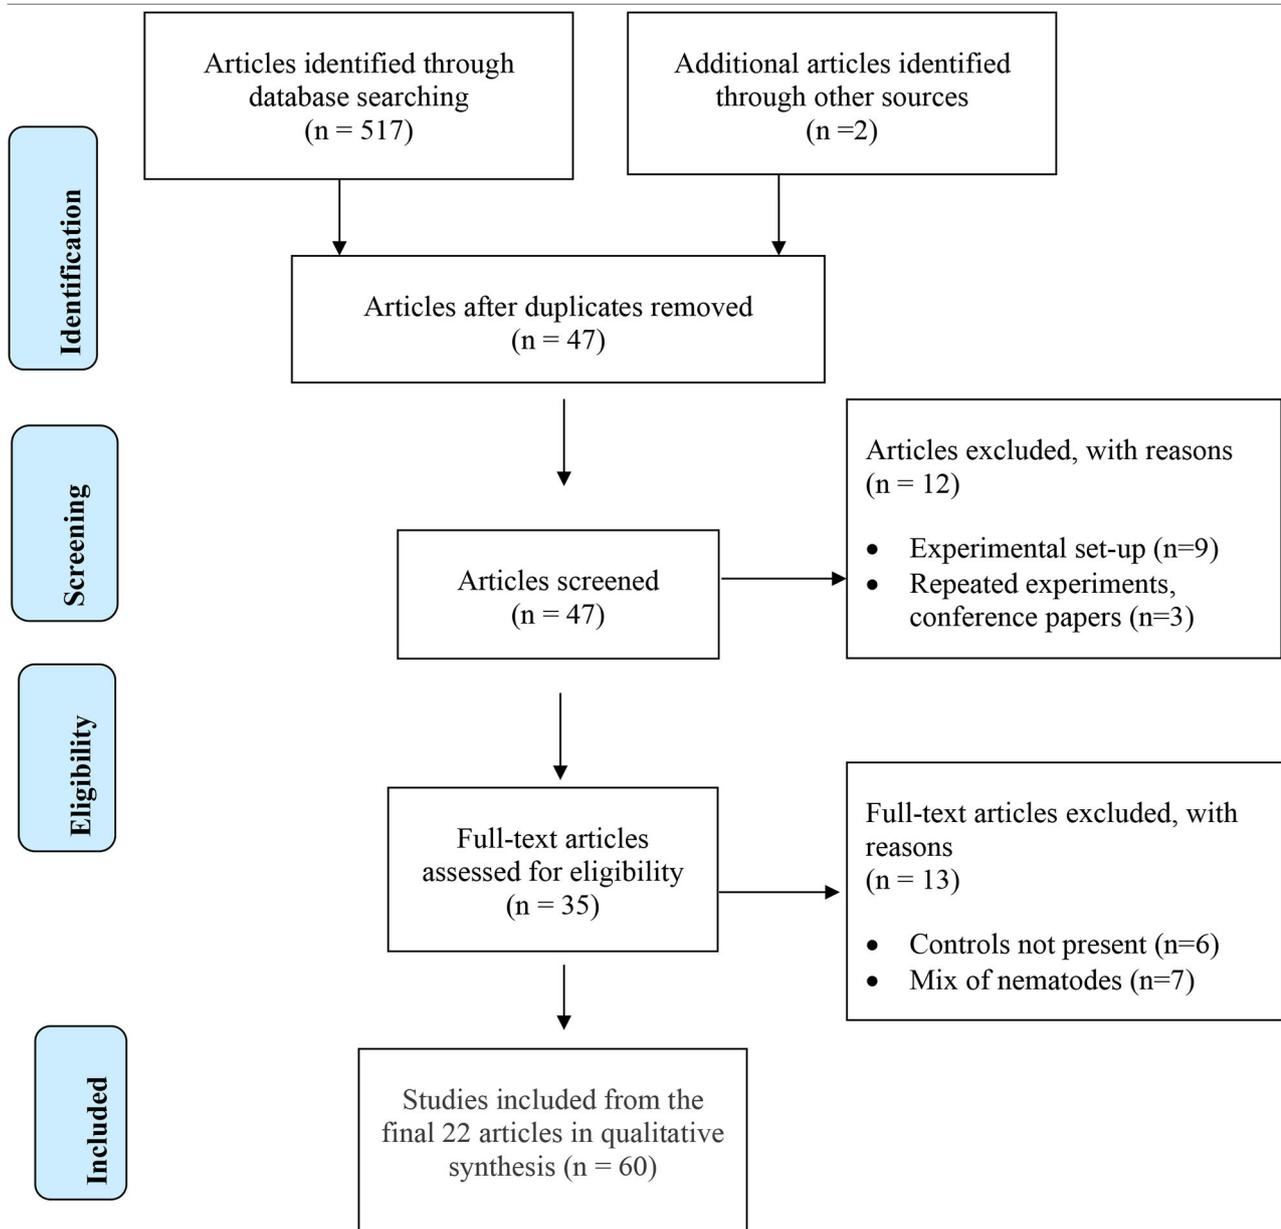 Articles identified through
database searching
(n = 517)
Additional articles identified
through other sources
(n =2)
Identification
Articles after duplicates removed
(n = 47)
Screening
Articles screened
(n = 47)
Articles excluded, with reasons
(n = 12)
• Experimental set-up (n=9)
• Repeated experiments,
conference papers (n=3)
Eligibility
Full-text articles
assessed for eligibility
(n = 35)
Full-text articles excluded, with
reasons
(n = 13)
• Controls not present (n=6)
• Mix of nematodes (n=7)
Included
Studies included from the
final 22 articles in qualitative
synthesis (n = 60)